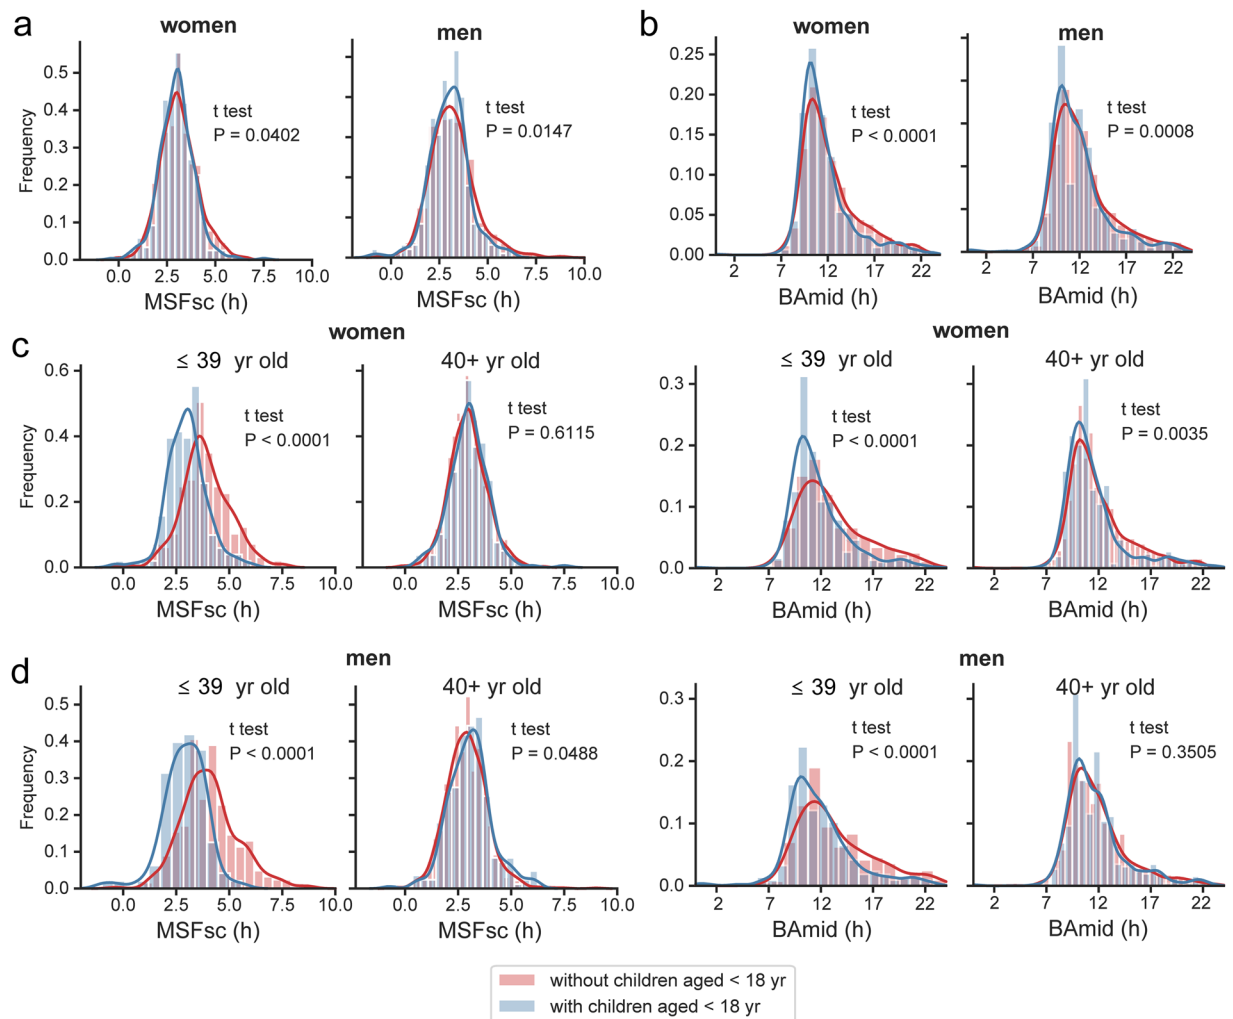 a
women
men
b
women
men
Frequency
0.5
0.4
0.3
0.2
0.1
0.0
t test
P = 0.0402
0.0
2.5
5.0
7.5
10.0
MSFsc (h)
t test
P = 0.0147
0.0
2.5
5.0
7.5
10.0
MSFsc (h)
0.25
0.20
0.15
0.10
0.05
0.00
t test
P < 0.0001
2
7
12
17
22
BAmid (h)
t test
P = 0.0008
2
7
12
17
22
BAmid (h)
c
women
women
≤ 39 yr old
Frequency
0.6
0.4
0.2
0.0
t test
P < 0.0001
0.0
2.5
5.0
7.5
10.0
MSFsc (h)
40+ yr old
t test
P = 0.6115
0.0
2.5
5.0
7.5
10.0
MSFsc (h)
≤ 39 yr old
0.3
0.2
0.1
0.0
t test
P < 0.0001
2
7
12
17
22
BAmid (h)
40+ yr old
t test
P = 0.0035
2
7
12
17
22
BAmid (h)
d
men
men
≤ 39 yr old
Frequency
0.5
0.4
0.3
0.2
0.1
0.0
t test
P < 0.0001
0.0
2.5
5.0
7.5
10.0
MSFsc (h)
40+ yr old
t test
P = 0.0488
0.0
2.5
5.0
7.5
10.0
MSFsc (h)
≤ 39 yr old
0.3
0.2
0.1
0.0
t test
P < 0.0001
2
7
12
17
22
BAmid (h)
40+ yr old
t test
P = 0.3505
2
7
12
17
22
BAmid (h)
without children aged < 18 yr
with children aged < 18 yr